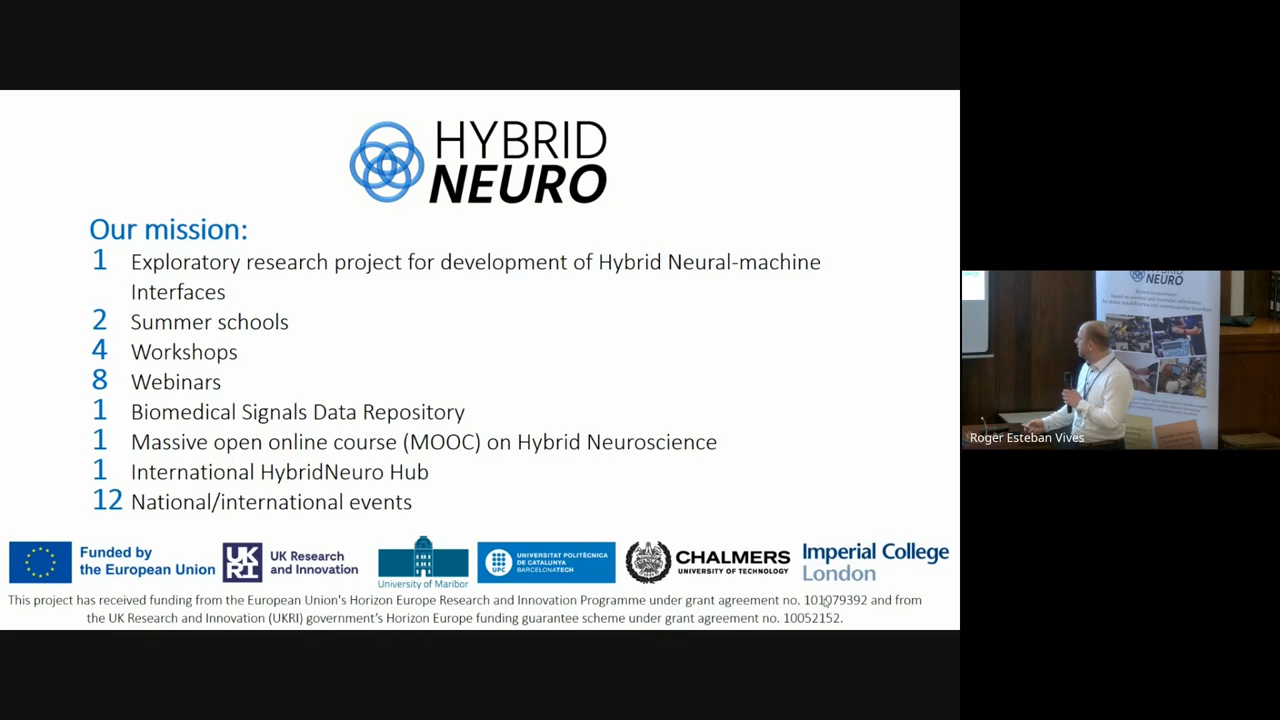 HYBRID
NEURO
Our mission:
1 Exploratory research project for development of Hybrid Neural-machine
Interfaces
2 Summer schools
4 Workshops
8 Webinars
1 Biomedical Signals Data Repository
1 Massive open online course (MOOC) on Hybrid Neuroscience
1 International HybridNeuro Hub
12 National/international events
Funded by
the European Union
UK
RI
UK Research
and Innovation
University of Maribor
UPC
UNIVERSITAT POLITÈCNICA
DE CATALUNYA
BARCELONATECH
CHALMERS
UNIVERSITY OF TECHNOLOGY
Imperial College
London
This project has received funding from the European Union's Horizon Europe Research and Innovation Programme under grant agreement no. 101079392 and from
the UK Research and Innovation (UKRI) government's Horizon Europe funding guarantee scheme under grant agreement no. 10052152.
HYBRID
NEURO
Roger Esteban Vives